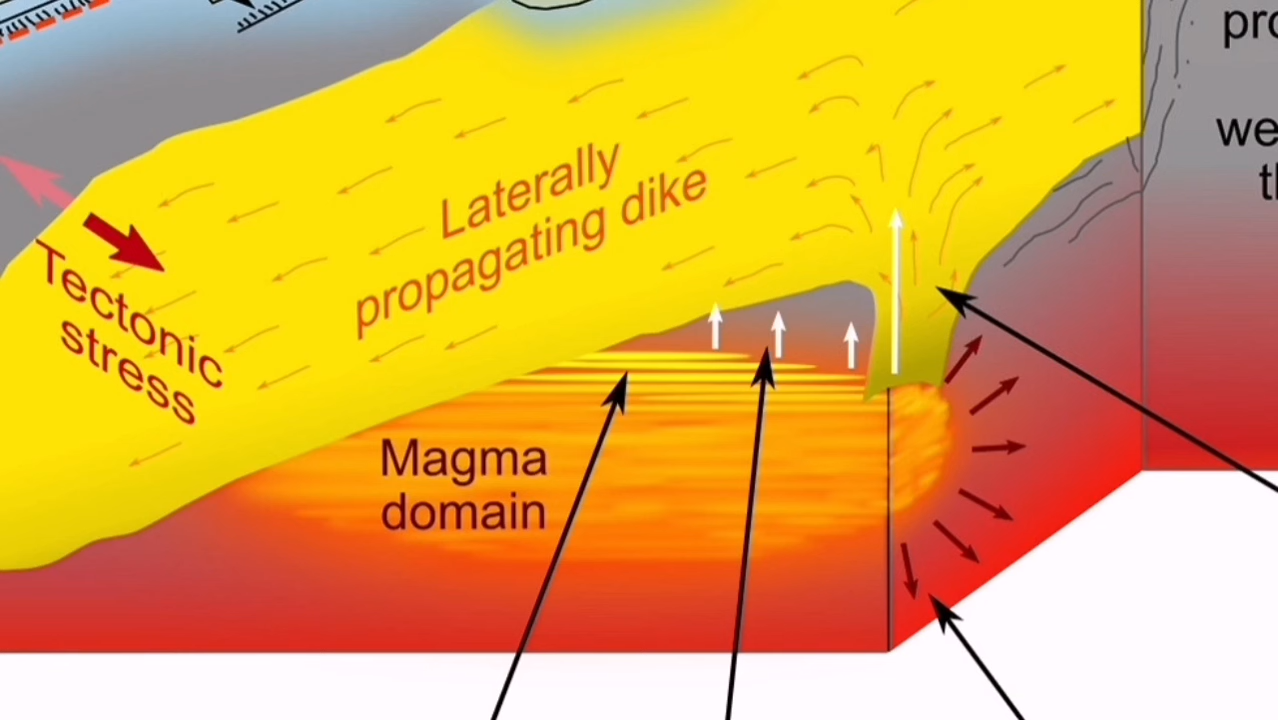 Laterally
propagating dike
Tectonic
stress
Magma
domain